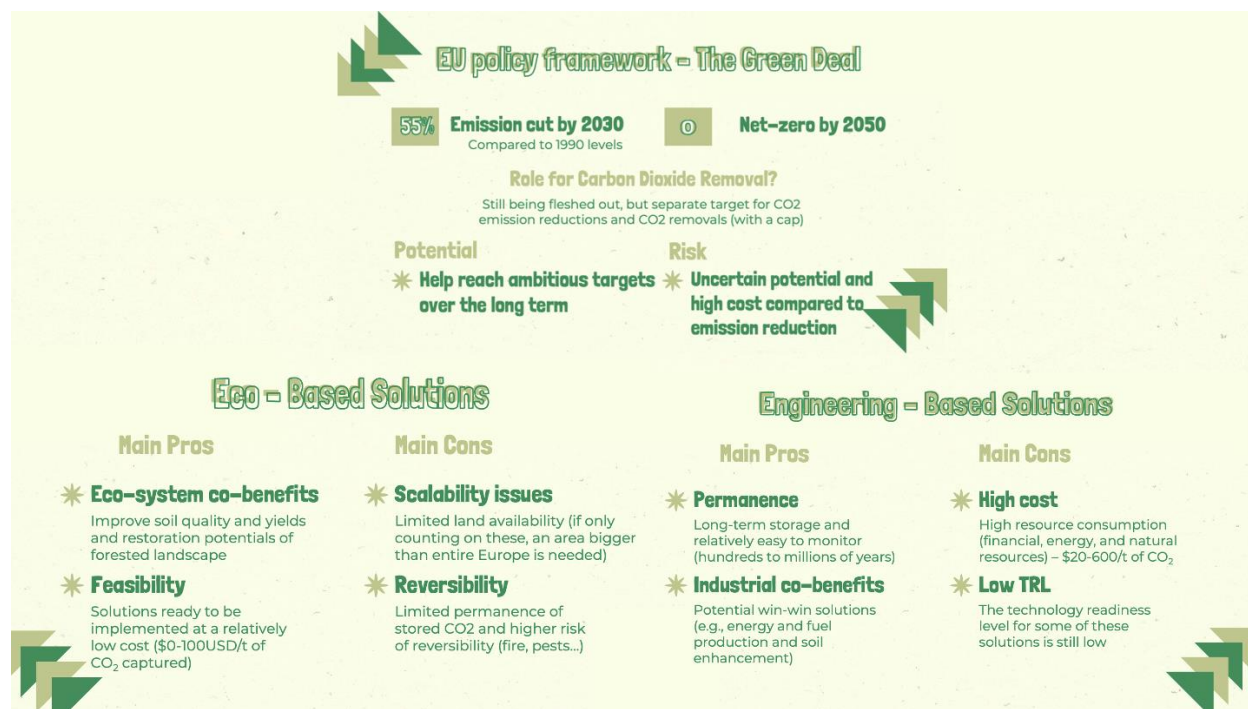 EU policy framework – The Green Deal
55%
Emission cut by 2030
Compared to 1990 levels
0
Net-zero by 2050
Role for Carbon Dioxide Removal?
Still being fleshed out, but separate target for CO2
emission reductions and CO2 removals (with a cap)
Potential
Help reach ambitious targets
over the long term
Risk
Uncertain potential and
high cost compared to
emission reduction
Eco – Based Solutions
Main Pros
Eco-system co-benefits
Improve soil quality and yields
and restoration potentials of
forested landscape
Feasibility
Solutions ready to be
implemented at a relatively
low cost ($0-100USD/t of
CO₂ captured)
Main Cons
Scalability issues
Limited land availability (if only
counting on these, an area bigger
than entire Europe is needed)
Reversibility
Limited permanence of
stored CO2 and higher risk
of reversibility (fire, pests...)
Engineering – Based Solutions
Main Pros
Permanence
Long-term storage and
relatively easy to monitor
(hundreds to millions of years)
Industrial co-benefits
Potential win-win solutions
(e.g., energy and fuel
production and soil
enhancement)
Main Cons
High cost
High resource consumption
(financial, energy, and natural
resources) – $20-600/t of CO₂
Low TRL
The technology readiness
level for some of these
solutions is still low